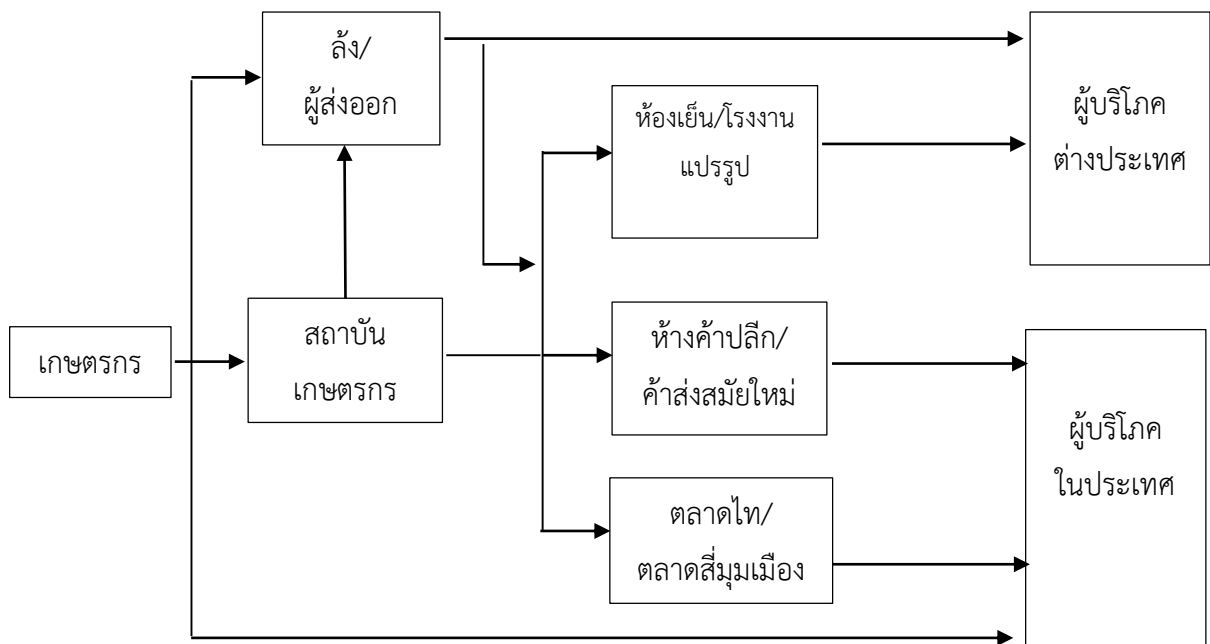 ล้ง/
ผู้ส่งออก
ห้องเย็น/โรงงาน
แปรรูป
ผู้บริโภค
ต่างประเทศ
เกษตรกร
สถาบัน
เกษตรกร
ห้างค้าปลีก/
ค้าส่งสมัยใหม่
ผู้บริโภค
ในประเทศ
ตลาดไท/
ตลาดสี่มุมเมือง